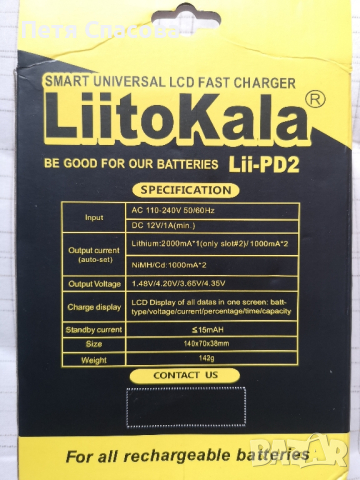 Петя Спасова
SMART UNIVERSAL LCD FAST CHARGER
LiitoKala®
BE GOOD FOR OUR BATTERIES Lii-PD2
SPECIFICATION
Input
AC 110-240V 50/60Hz
DC 12V/1A(min.)
Output current
(auto-set)
Lithium:2000mA*1(only slot#2)/1000mA*2
NiMH/Cd:1000mA*2
Output Voltage
1.48V/4.20V/3.65V/4.35V
Charge display
LCD Display of all datas in one screen: batt-
type/voltage/current/percentage/time/capacity
Standby current
≦15mAH
Size
140x70x38mm
Weight
142g
CONTACT US
For all rechargeable batteries
БАZАР